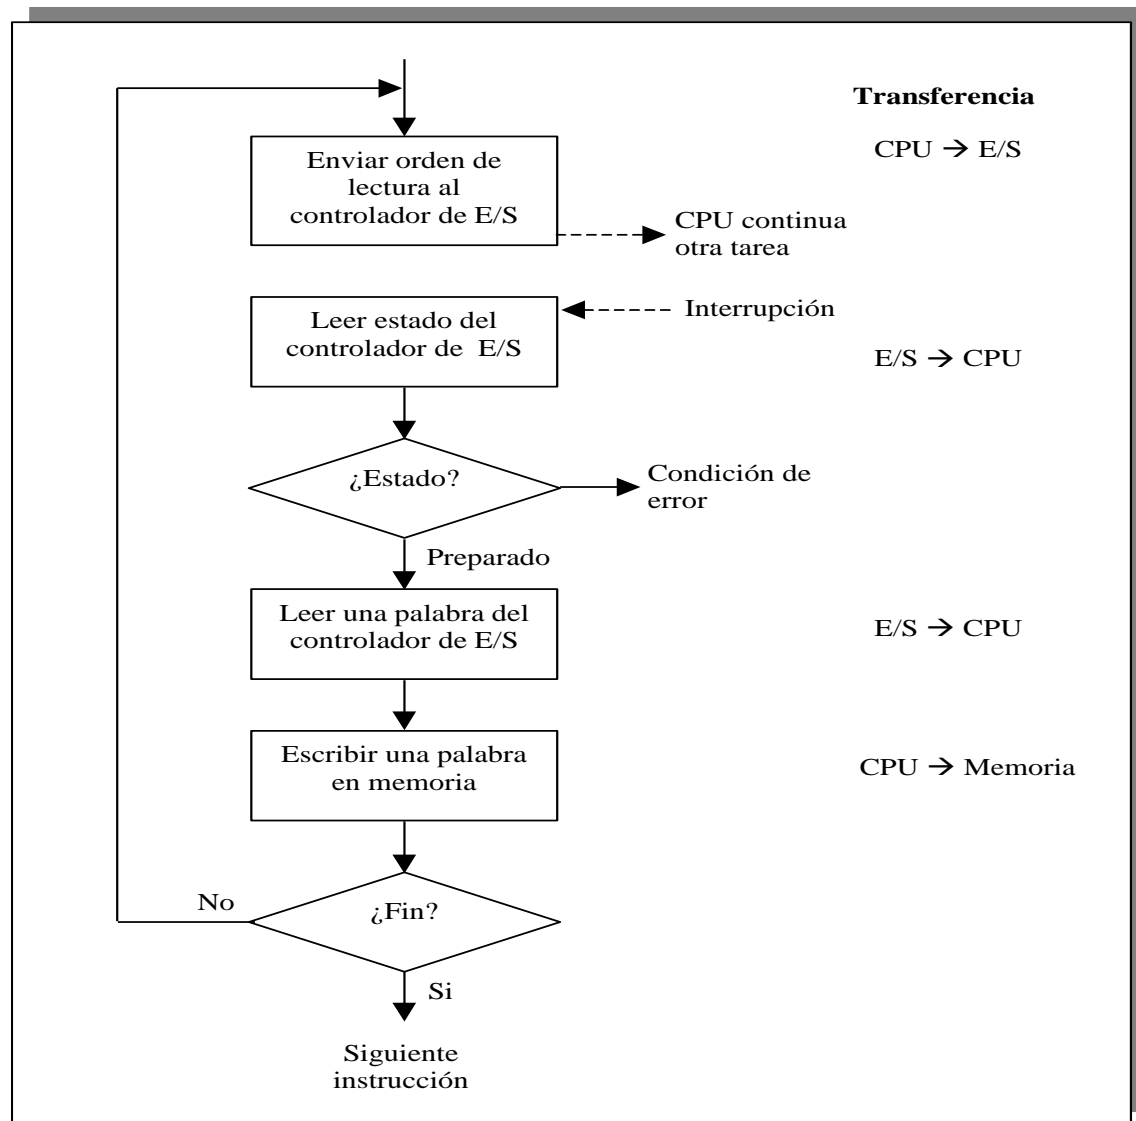 Transferencia
Enviar orden de
lectura al
controlador de E/S
CPU → E/S
CPU continua
otra tarea
Leer estado del
controlador de E/S
Interrupción
E/S → CPU
¿Estado?
Condición de
error
Preparado
Leer una palabra del
controlador de E/S
E/S → CPU
Escribir una palabra
en memoria
CPU → Memoria
No
¿Fin?
Si
Siguiente
instrucción